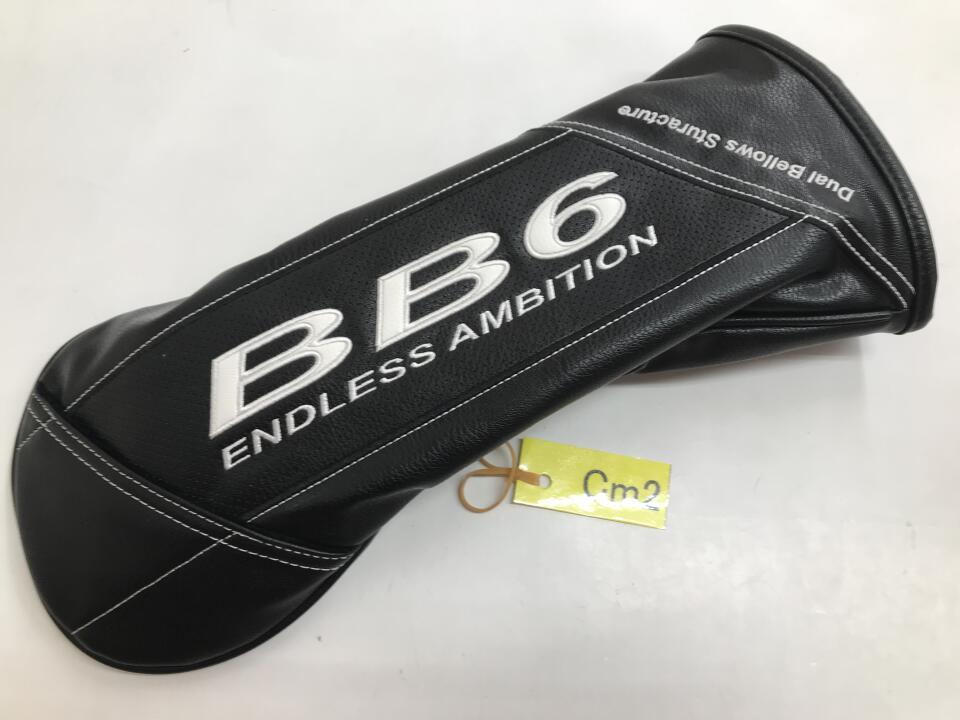 BB6
ENDLESS AMBITION
Dual Bellows Sturacture
Cm2